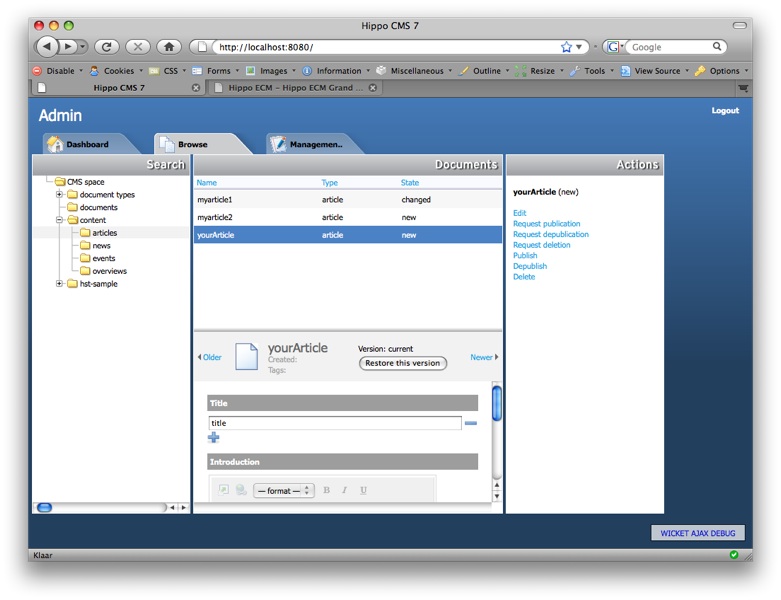 Hippo CMS 7
http://localhost:8080/
G Google
Disable Cookies CSS Forms Images Information Miscellaneous Outline Resize Tools View Source Options
Hippo CMS 7 Hippo ECM – Hippo ECM Grand ...
Admin Logout
Dashboard Browse Managemen..
Search Documents Actions
CMS space
document types
documents
content
articles
news
events
overviews
hst-sample
Name Type State
myarticle1 article changed
myarticle2 article new
yourArticle article new
Older
yourArticle
Created:
Tags:
Version: current
Restore this version
Newer
Title
title
Introduction
— format — B I U
yourArticle (new)
Edit
Request publication
Request depublication
Request deletion
Publish
Depublish
Delete
WICKET AJAX DEBUG
Klaar